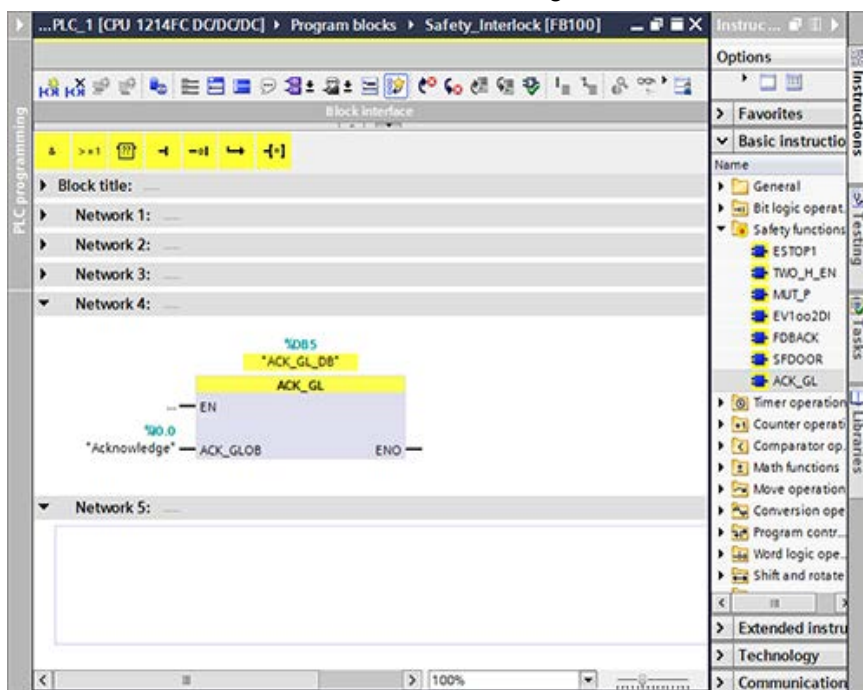 ...PLC_1 [CPU 1214FC DC/DC/DC] ▸ Program blocks ▸ Safety_Interlock [FB100]
Block interface
& >=1 [??]
Block title: ....
Network 1: ....
Network 2: ....
Network 3: ....
Network 4: ....
%DB5
"ACK_GL_DB"
ACK_GL
... EN
%I0.0
"Acknowledge" ACK_GLOB ENO
Network 5: ....
100%
PLC programming
Instruc...
Options
Favorites
Basic instructio
Name
General
Bit logic operat.
Safety functions
ESTOP1
TWO_H_EN
MUT_P
EV1oo2DI
FDBACK
SFDOOR
ACK_GL
Timer operation
Counter operati
Comparator op.
Math functions
Move operation
Conversion ope
Program contr...
Word logic ope..
Shift and rotate
Extended instru
Technology
Communication
Instructions
Testing
Tasks
Libraries